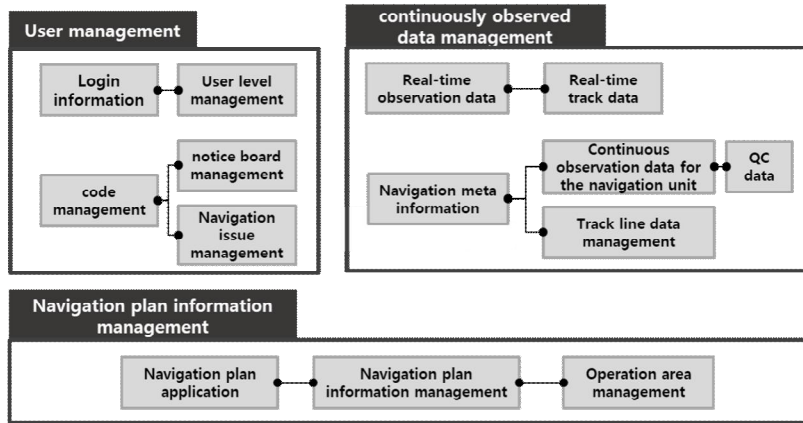 User management
Login
information
User level
management
code
management
notice board
management
Navigation
issue
management
continuously observed
data management
Real-time
observation data
Real-time
track data
Navigation meta
information
Continuous
observation data for
the navigation unit
QC
data
Track line data
management
Navigation plan information
management
Navigation plan
application
Navigation plan
information management
Operation area
management